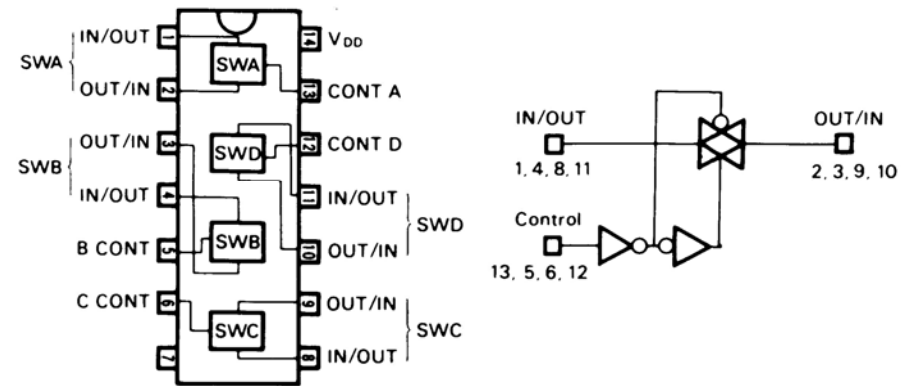 IN/OUT 1 14 VDD
SWA SWA
OUT/IN 2 13 CONT A
OUT/IN 3 12 CONT D
SWB SWD
IN/OUT 4 11 IN/OUT
SWB SWD
B CONT 5 10 OUT/IN
C CONT 6 9 OUT/IN
SWC SWC
7 8 IN/OUT
IN/OUT OUT/IN
1, 4, 8, 11 2, 3, 9, 10
Control
13, 5, 6, 12